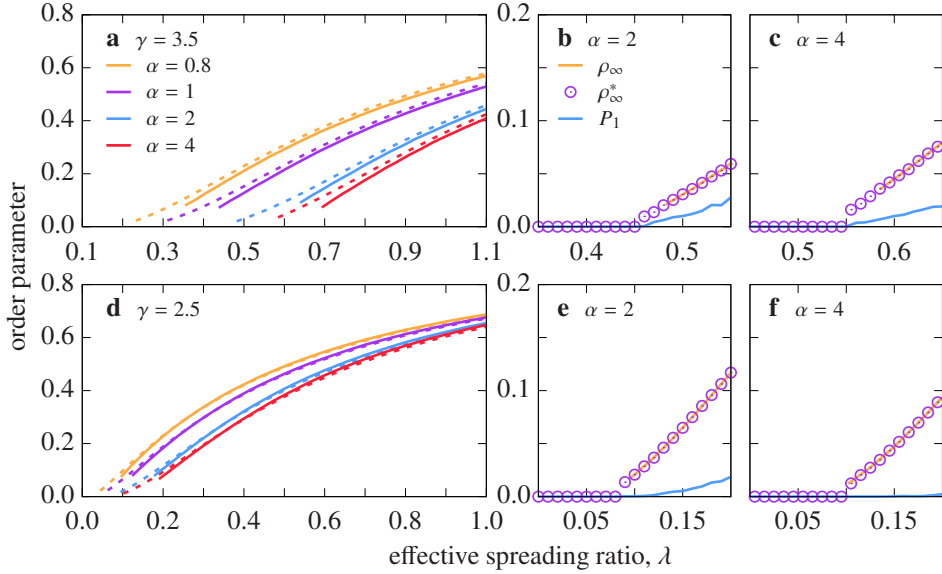 order parameter
a γ = 3.5
α = 0.8
α = 1
α = 2
α = 4
0.8
0.6
0.4
0.2
0.0
0.1 0.3 0.5 0.7 0.9 1.1
b α = 2
ρ∞
ρ*∞
P1
0.2
0.1
0.0
0.4 0.5
c α = 4
0.5 0.6
d γ = 2.5
0.8
0.6
0.4
0.2
0.0
0.0 0.2 0.4 0.6 0.8 1.0
e α = 2
0.2
0.1
0.0
0.05 0.15
f α = 4
0.05 0.15
effective spreading ratio, λ